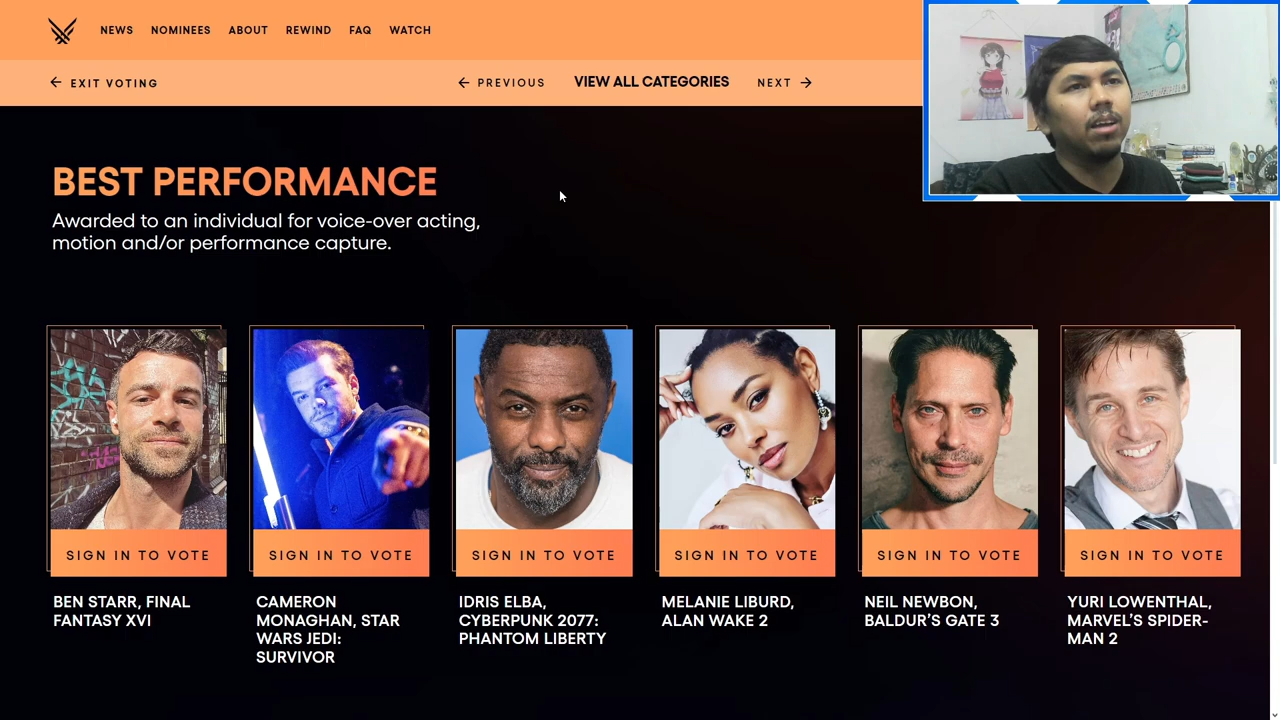 NEWS NOMINEES ABOUT REWIND FAQ WATCH
← EXIT VOTING
← PREVIOUS VIEW ALL CATEGORIES NEXT →
BEST PERFORMANCE
Awarded to an individual for voice-over acting,
motion and/or performance capture.
SIGN IN TO VOTE
BEN STARR, FINAL
FANTASY XVI
SIGN IN TO VOTE
CAMERON
MONAGHAN, STAR
WARS JEDI:
SURVIVOR
SIGN IN TO VOTE
IDRIS ELBA,
CYBERPUNK 2077:
PHANTOM LIBERTY
SIGN IN TO VOTE
MELANIE LIBURD,
ALAN WAKE 2
SIGN IN TO VOTE
NEIL NEWBON,
BALDUR’S GATE 3
SIGN IN TO VOTE
YURI LOWENTHAL,
MARVEL’S SPIDER-
MAN 2